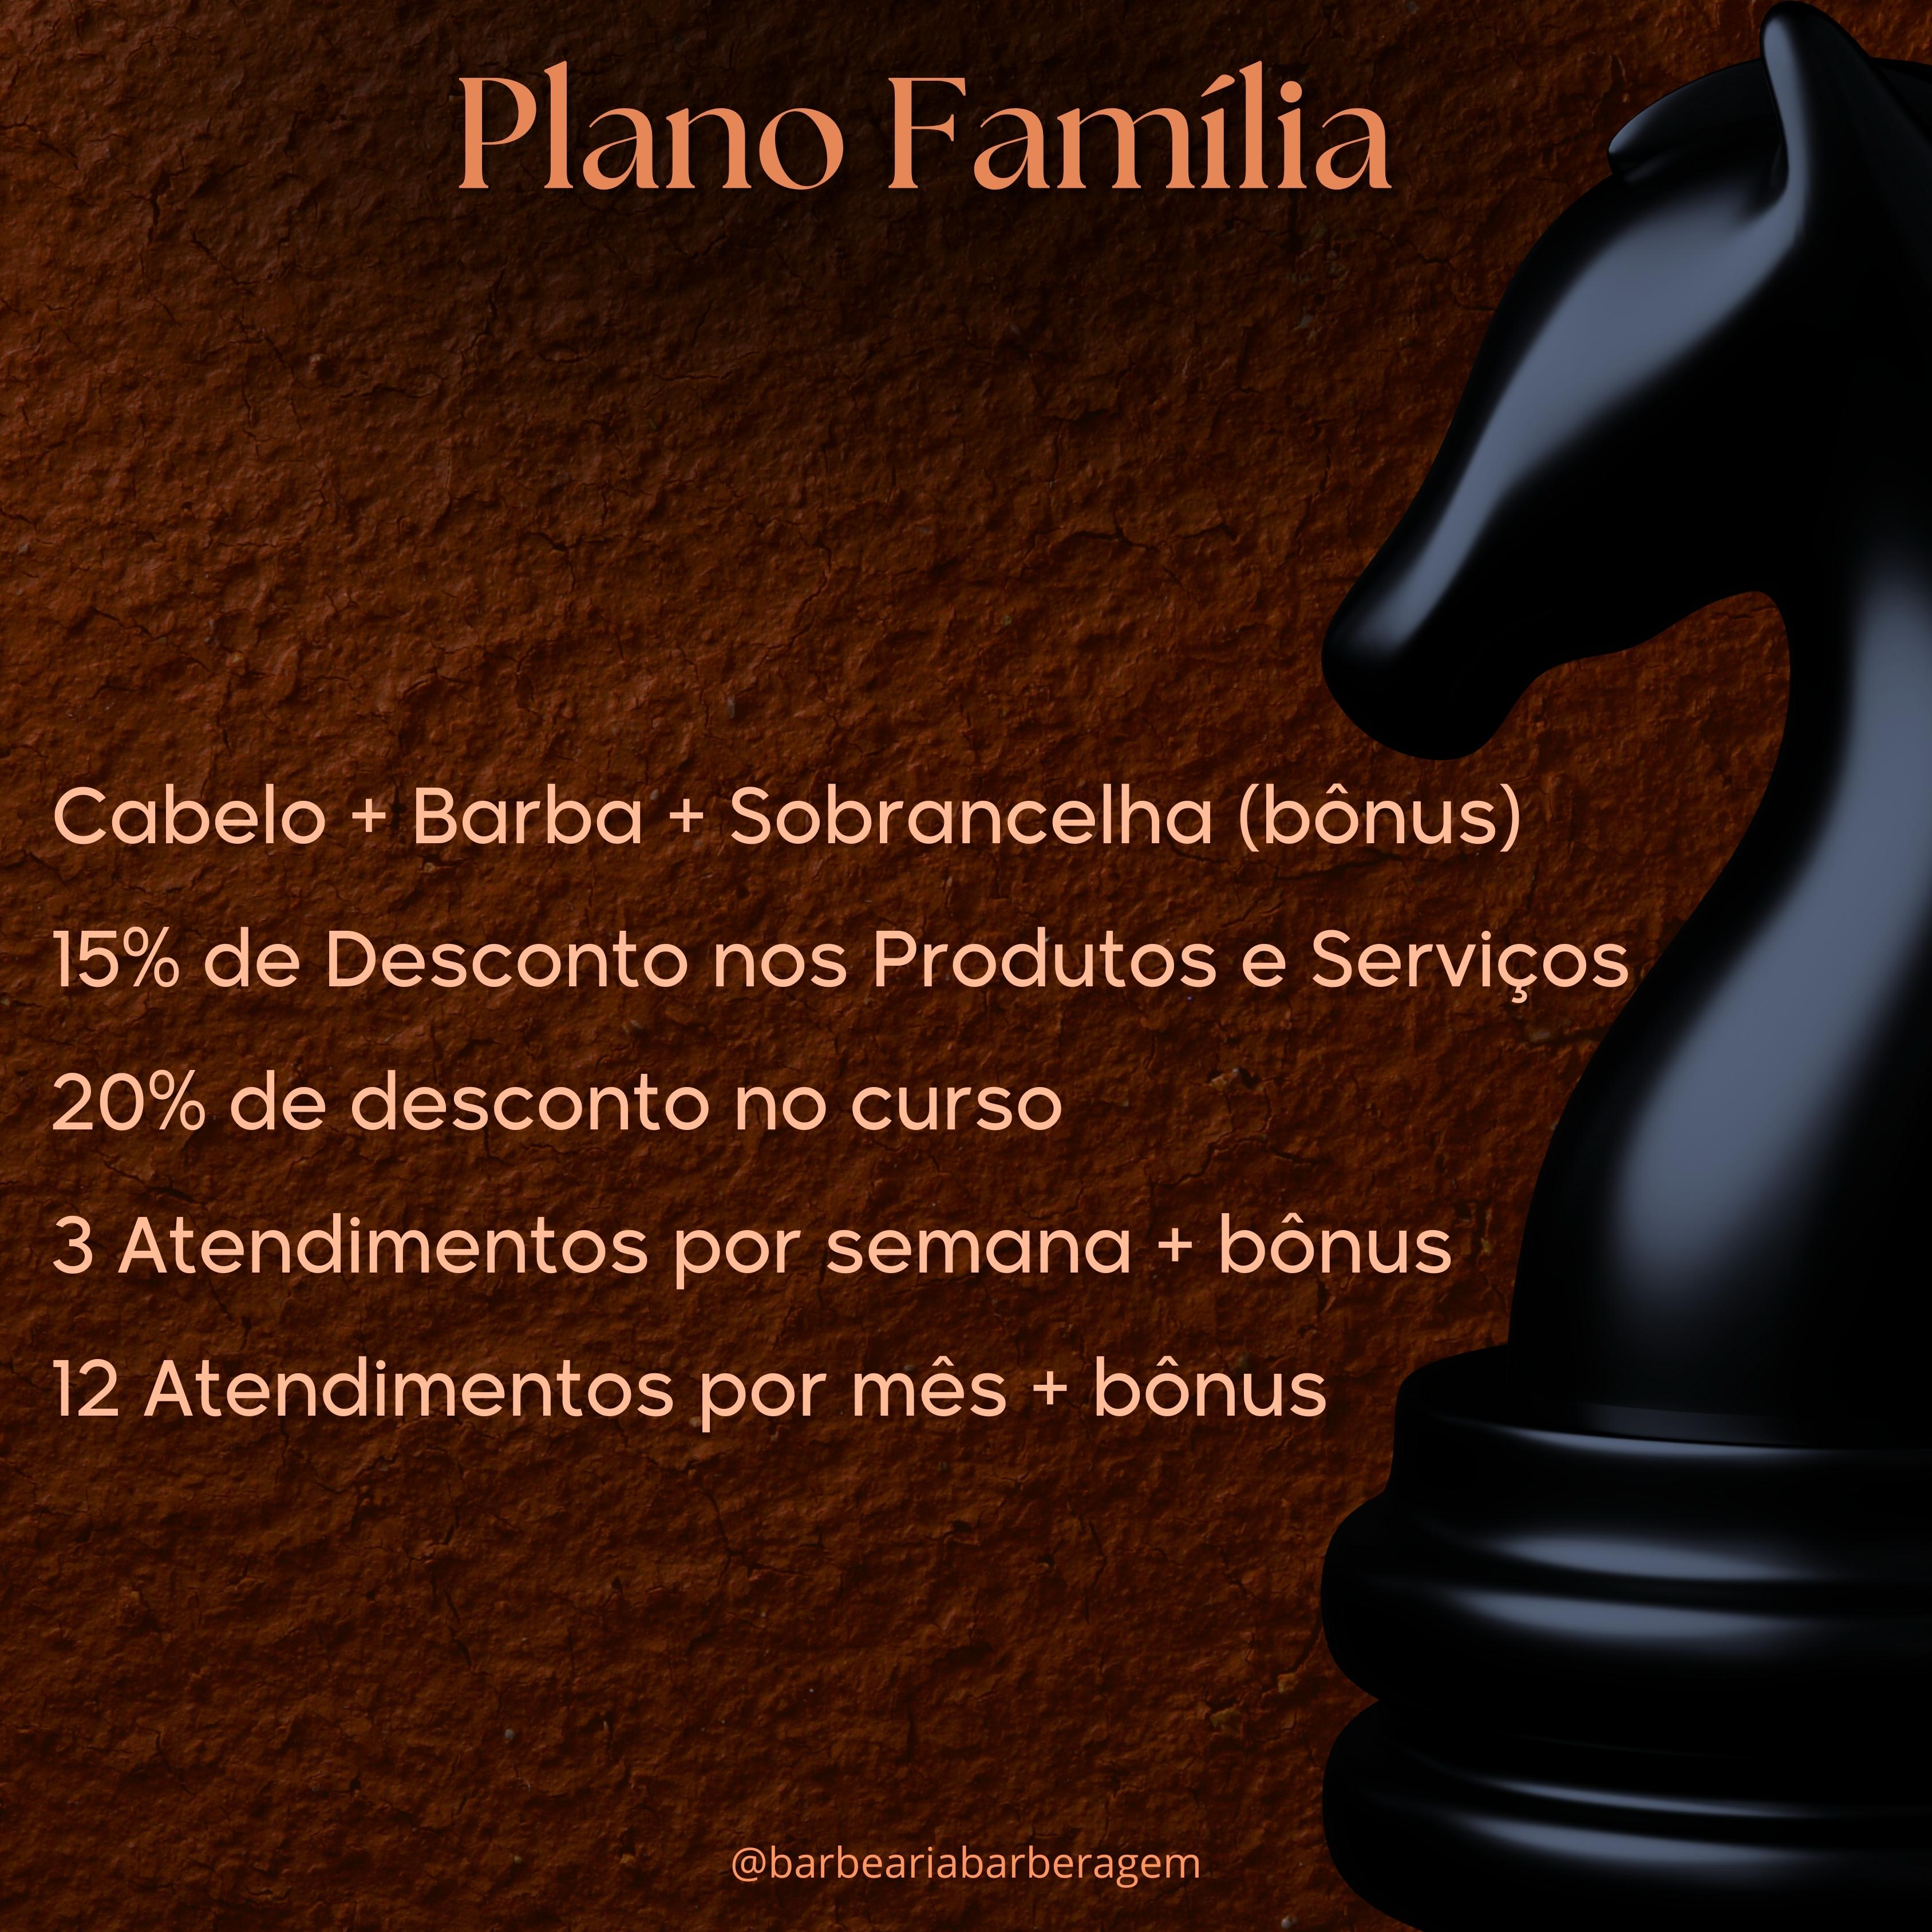 Plano Família
Cabelo + Barba + Sobrancelha (bônus)
15% de Desconto nos Produtos e Serviços
20% de desconto no curso
3 Atendimentos por semana + bônus
12 Atendimentos por mês + bônus
@barbeariabarberagem